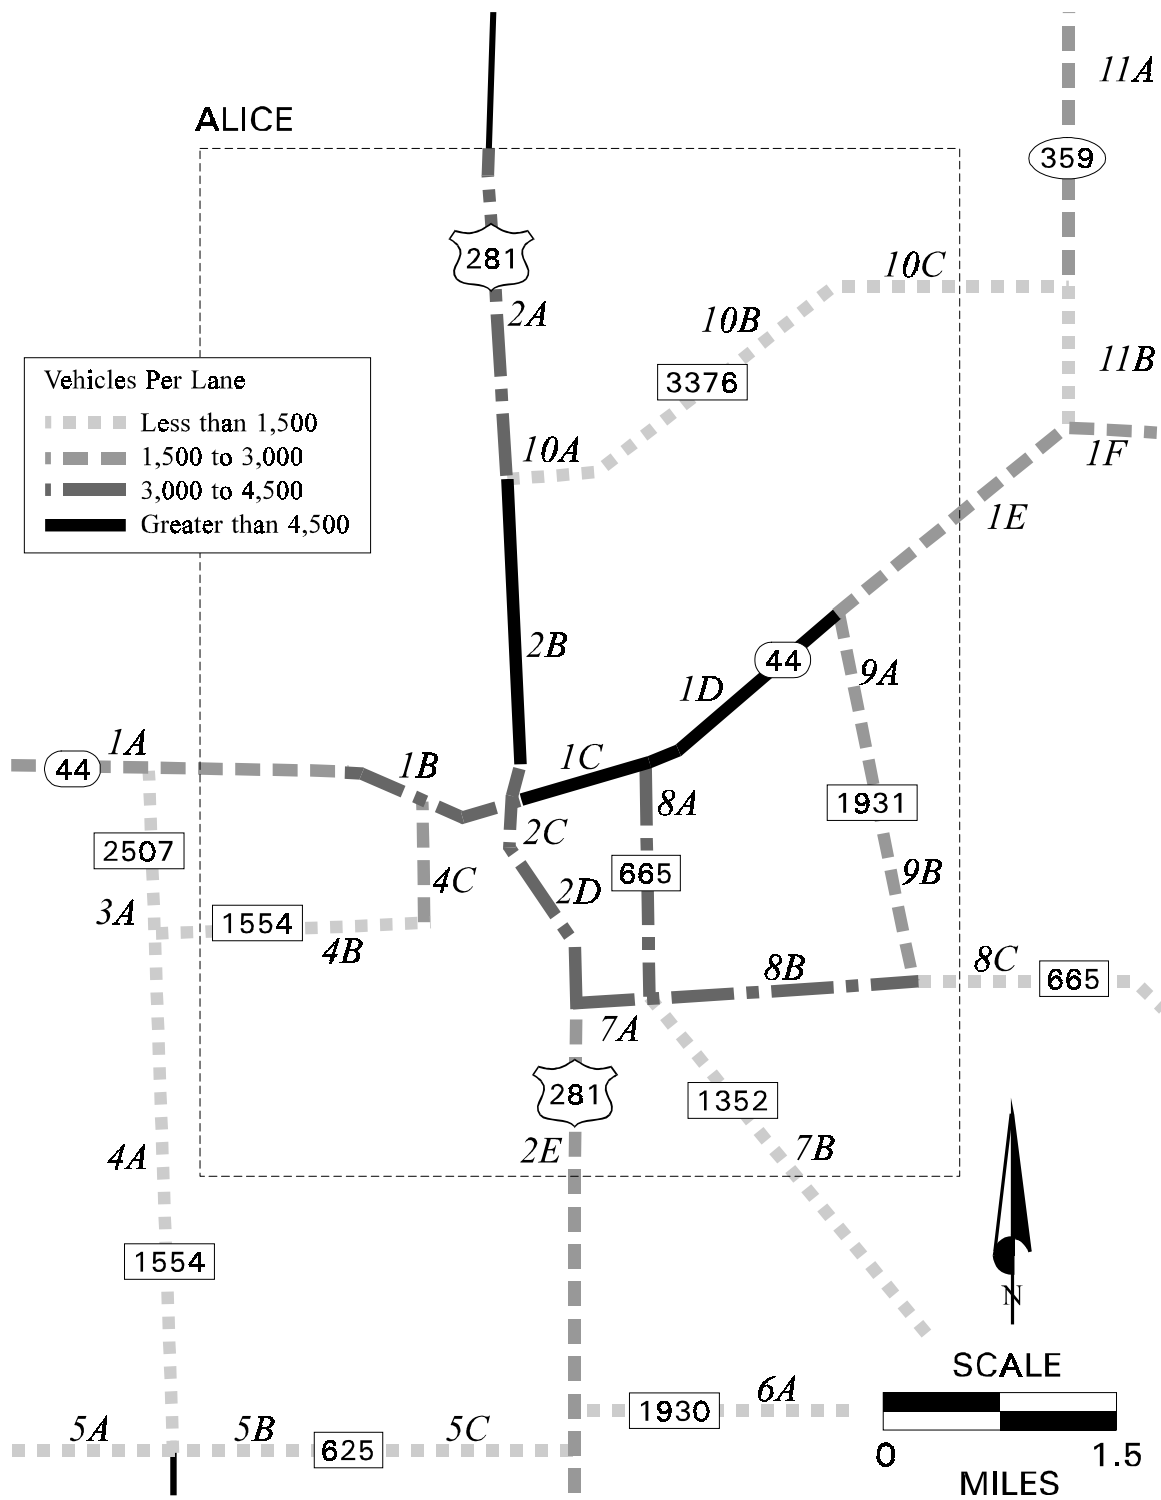 11A
ALICE
359
281
10C
2A
10B
11B
3376
Vehicles Per Lane
Less than 1,500
1,500 to 3,000
3,000 to 4,500
Greater than 4,500
10A
1F
1E
2B
44
9A
1D
1A
1C
44
1B
8A
1931
2C
2507
4C
2D
665
9B
3A
1554
4B
8C
8B
665
7A
281
1352
2E
7B
4A
1554
N
SCALE
6A
1930
5A
5B
5C
625
0
1.5
MILES